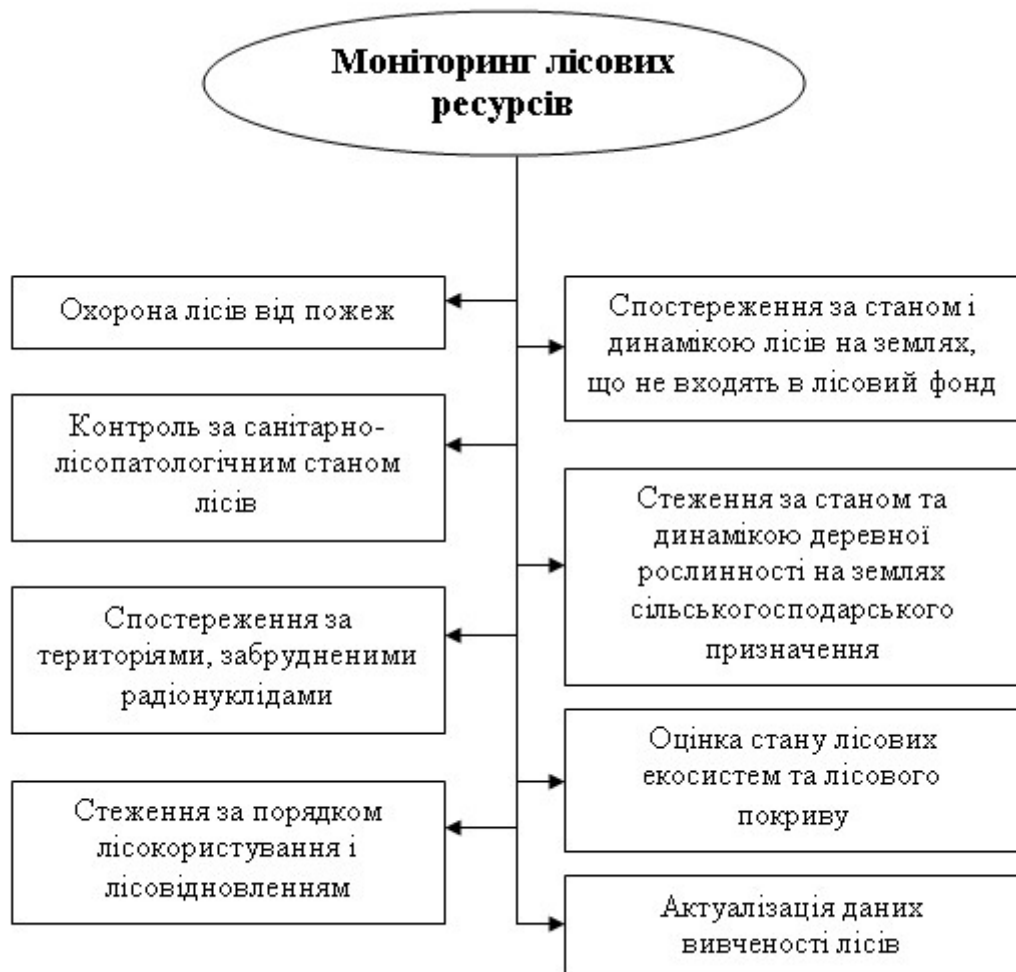 Моніторинг лісових
ресурсів
Охорона лісів від пожеж
Контроль за санітарно-
лісопатологічним станом
лісів
Спостереження за
територіями, забрудненими
радіонуклідами
Стеження за порядком
лісокористування і
лісовідновленням
Спостереження за станом і
динамікою лісів на землях,
що не входять в лісовий фонд
Стеження за станом та
динамікою деревної
рослинності на землях
сільськогосподарського
призначення
Оцінка стану лісових
екосистем та лісового
покриву
Актуалізація даних
вивченості лісів